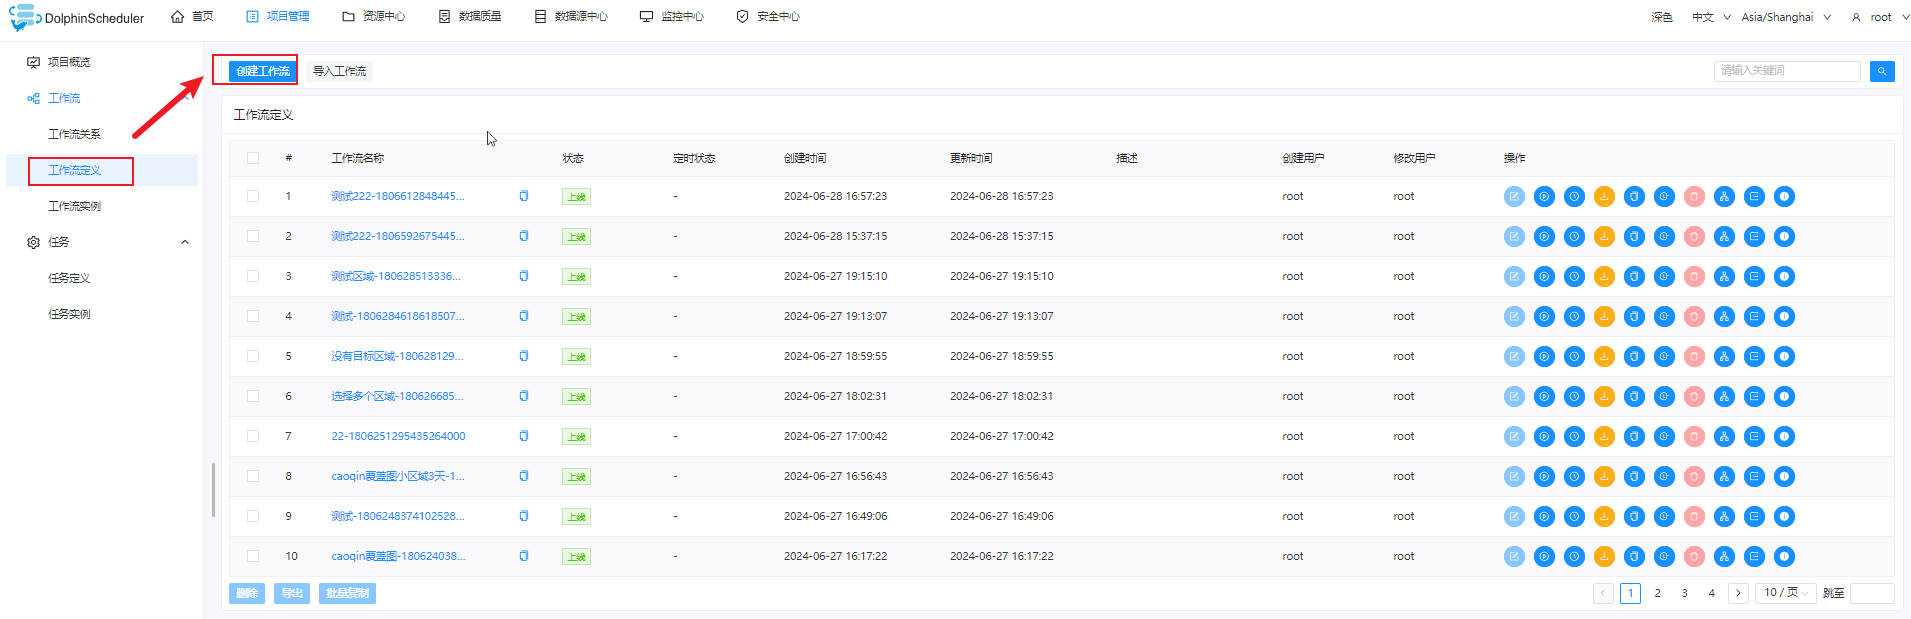 DolphinScheduler 首页 项目管理 资源中心 数据质量 数据源中心 监控中心 安全中心 深色 中文 Asia/Shanghai root
项目概览
工作流
工作流关系
工作流定义
工作流实例
任务
任务定义
任务实例
创建工作流 导入工作流 请输入关键词
工作流定义
# 工作流名称 状态 定时状态 创建时间 更新时间 描述 创建用户 修改用户 操作
1 测试222-1806612848445... 上线 - 2024-06-28 16:57:23 2024-06-28 16:57:23 root root
2 测试222-1806592675445... 上线 - 2024-06-28 15:37:15 2024-06-28 15:37:15 root root
3 测试区域-180628513336... 上线 - 2024-06-27 19:15:10 2024-06-27 19:15:10 root root
4 测试-1806284618618507... 上线 - 2024-06-27 19:13:07 2024-06-27 19:13:07 root root
5 没有目标区域-180628129... 上线 - 2024-06-27 18:59:55 2024-06-27 18:59:55 root root
6 选择多个区域-180626685... 上线 - 2024-06-27 18:02:31 2024-06-27 18:02:31 root root
7 22-1806251295435264000 上线 - 2024-06-27 17:00:42 2024-06-27 17:00:42 root root
8 caoqin覆盖图小区域3天-1... 上线 - 2024-06-27 16:56:43 2024-06-27 16:56:43 root root
9 测试-1806248374102528... 上线 - 2024-06-27 16:49:06 2024-06-27 16:49:06 root root
10 caoqin覆盖图-180624038... 上线 - 2024-06-27 16:17:22 2024-06-27 16:17:22 root root
删除 导出 批量复制 1 2 3 4 10 / 页 跳至